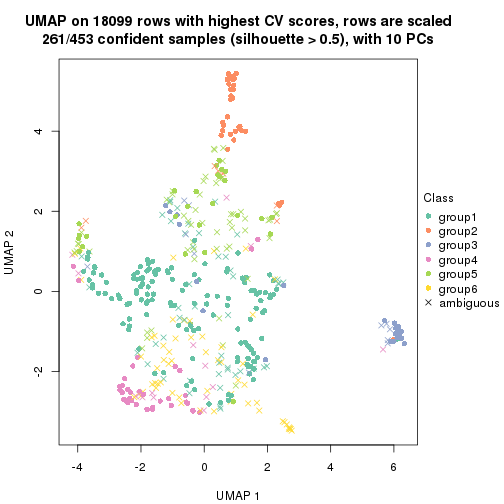 UMAP on 18099 rows with highest CV scores, rows are scaled
261/453 confident samples (silhouette > 0.5), with 10 PCs
4
2
0
-2
UMAP 2
-4
-2
0
2
4
6
UMAP 1
Class
group1
group2
group3
group4
group5
group6
ambiguous